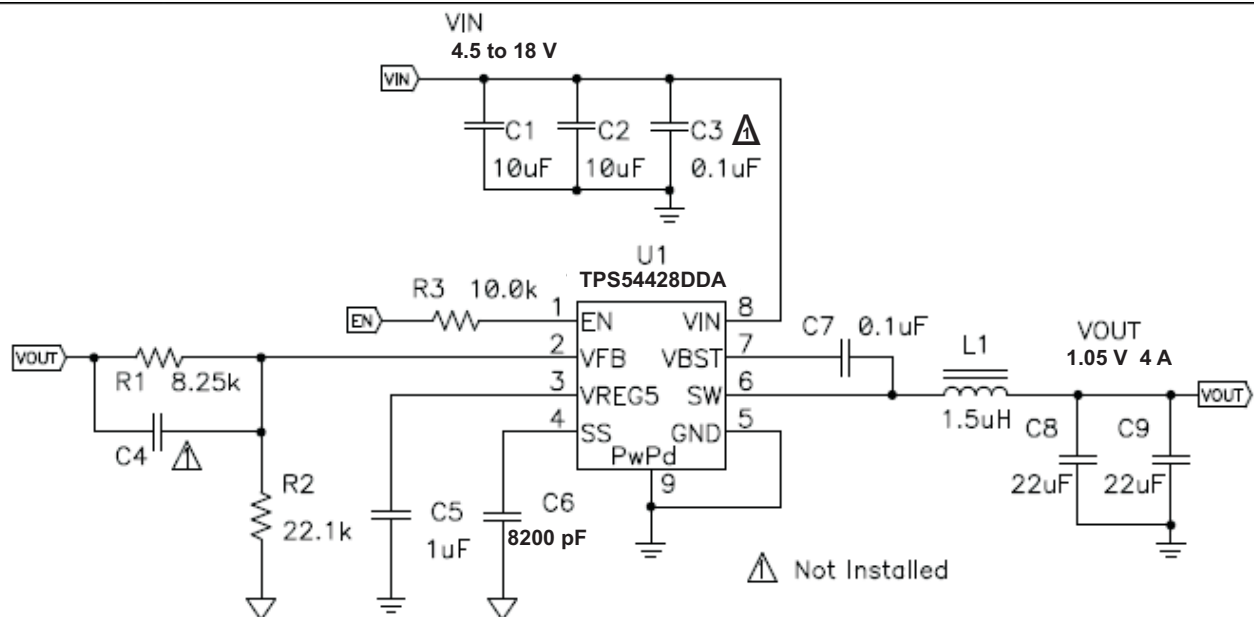 VIN
4.5 to 18 V
VIN
C1
C2
C3 1
10uF
10uF
0.1uF
U1
TPS54428DDA
R3 10.0k
EN
1
EN
VIN
8
C7 0.1uF
VOUT
1.05 V 4 A
VOUT
R1 8.25k
2
VFB
VBST
7
L1
1.5uH
3
VREG5
SW
6
VOUT
4
SS
GND
5
PwPd
9
C4 1
R2
22.1k
C5
1uF
C6
8200 pF
C8
22uF
C9
22uF
1 Not Installed